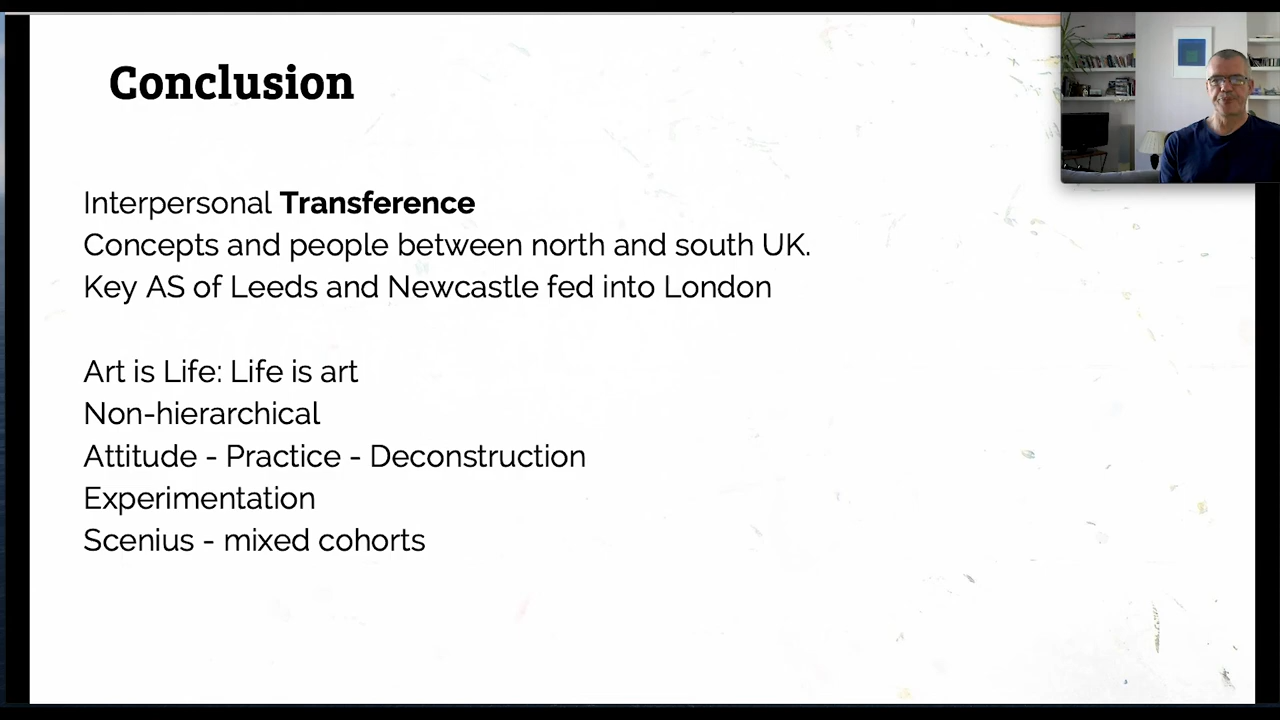 Conclusion
Interpersonal Transference
Concepts and people between north and south UK.
Key AS of Leeds and Newcastle fed into London
Art is Life: Life is art
Non-hierarchical
Attitude - Practice - Deconstruction
Experimentation
Scenius - mixed cohorts